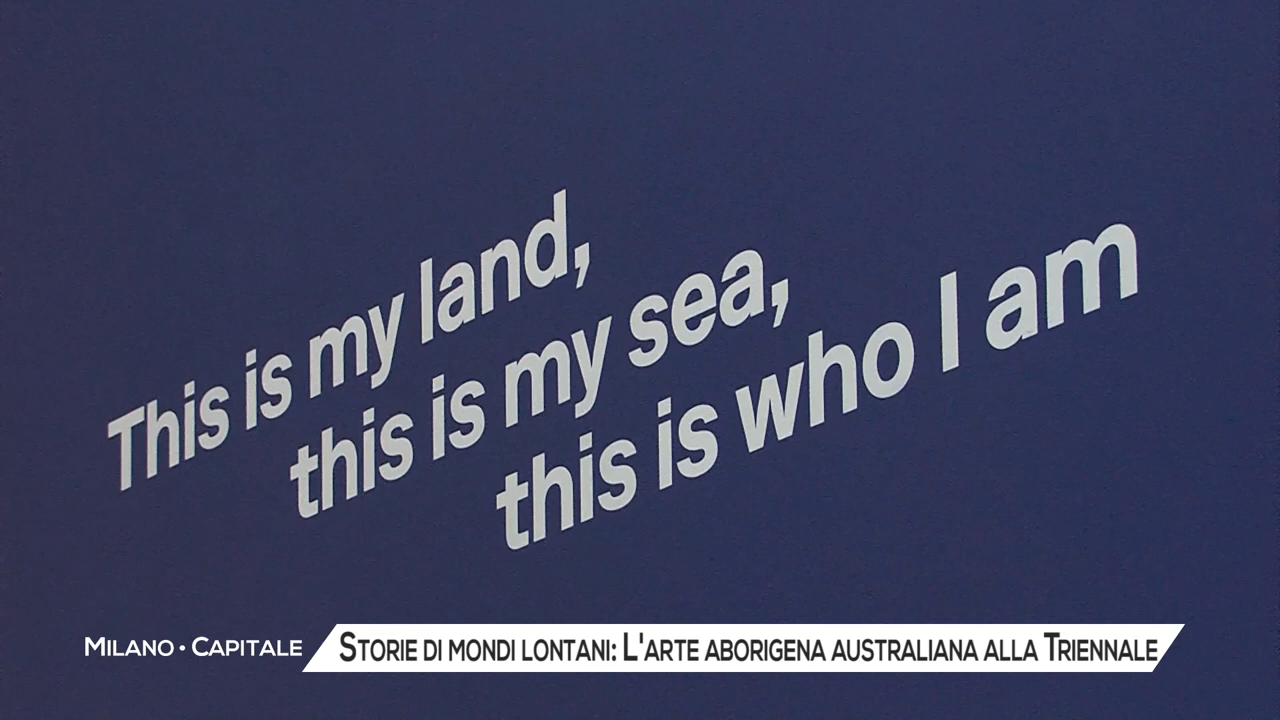 This is my land,
this is my sea,
this is who I am
Milano • Capitale
Storie di mondi lontani: L'arte aborigena australiana alla Triennale